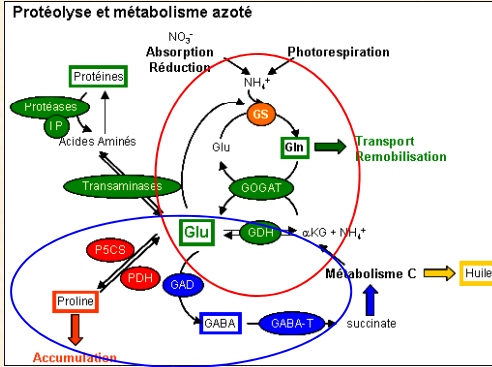 Protéolyse et métabolisme azoté
NO₃⁻
Absorption
Réduction
Photorespiration
NH₄⁺
Protéines
Protéases
IP
Acides Aminés
GS
Glu
Gln
Transport
Remobilisation
Transaminases
GOGAT
Glu
GDH
αKG + NH₄⁺
P5CS
PDH
GAD
Métabolisme C
Huile
Proline
GABA
GABA-T
succinate
Accumulation